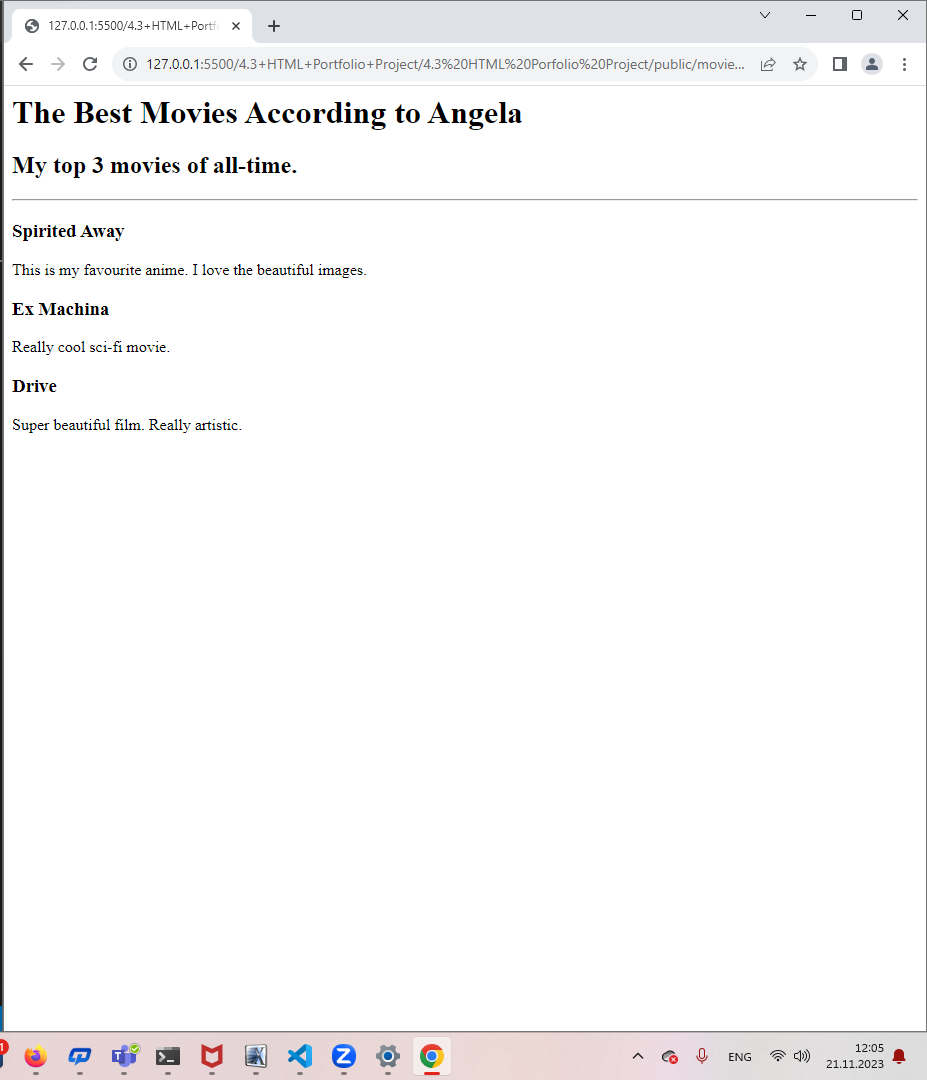 127.0.0.1:5500/4.3+HTML+Portf
127.0.0.1:5500/4.3+HTML+Portfolio+Project/4.3%20HTML%20Porfolio%20Project/public/movie...
The Best Movies According to Angela
My top 3 movies of all-time.
Spirited Away
This is my favourite anime. I love the beautiful images.
Ex Machina
Really cool sci-fi movie.
Drive
Super beautiful film. Really artistic.
1
ENG
12:05
21.11.2023